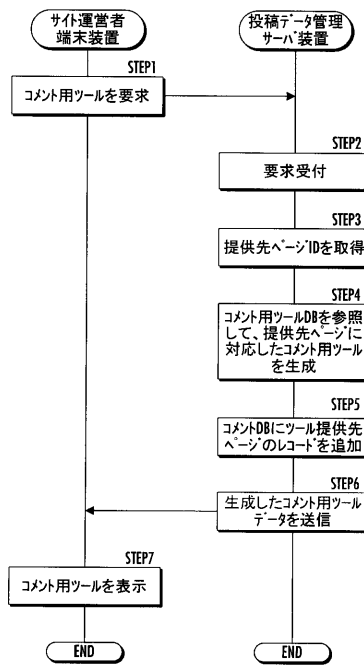 サイト運営者
端末装置
投稿データ管理
サーバ装置
STEP1
コメント用ツールを要求
STEP2
要求受付
STEP3
提供先ページIDを取得
STEP4
コメント用ツールDBを参照
して、提供先ページに
対応したコメント用ツール
を生成
STEP5
コメントDBにツール提供先
ページのレコードを追加
STEP6
生成したコメント用ツール
データを送信
STEP7
コメント用ツールを表示
END
END